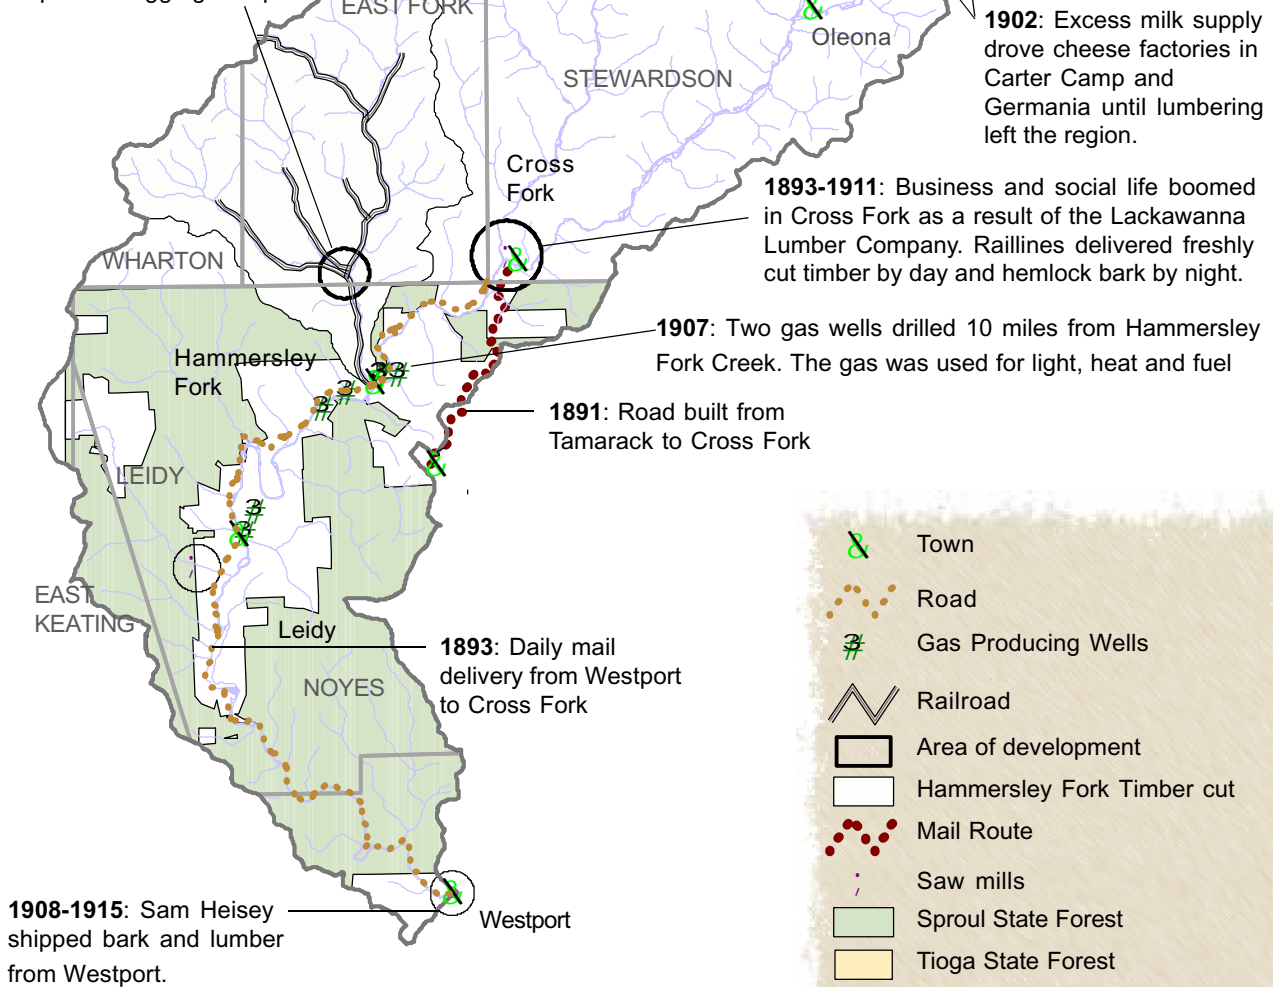 EAST FORK
Oleona
1902: Excess milk supply
drove cheese factories in
Carter Camp and
Germania until lumbering
left the region.
STEWARDSON
Cross
Fork
1893-1911: Business and social life boomed
in Cross Fork as a result of the Lackawanna
Lumber Company. Raillines delivered freshly
cut timber by day and hemlock bark by night.
WHARTON
1907: Two gas wells drilled 10 miles from Hammersley
Fork Creek. The gas was used for light, heat and fuel
Hammersley
Fork
1891: Road built from
Tamarack to Cross Fork
LEIDY
EAST
KEATING
Leidy
1893: Daily mail
delivery from Westport
to Cross Fork
NOYES
1908-1915: Sam Heisey
shipped bark and lumber
from Westport.
Westport
Town
Road
Gas Producing Wells
Railroad
Area of development
Hammersley Fork Timber cut
Mail Route
Saw mills
Sproul State Forest
Tioga State Forest